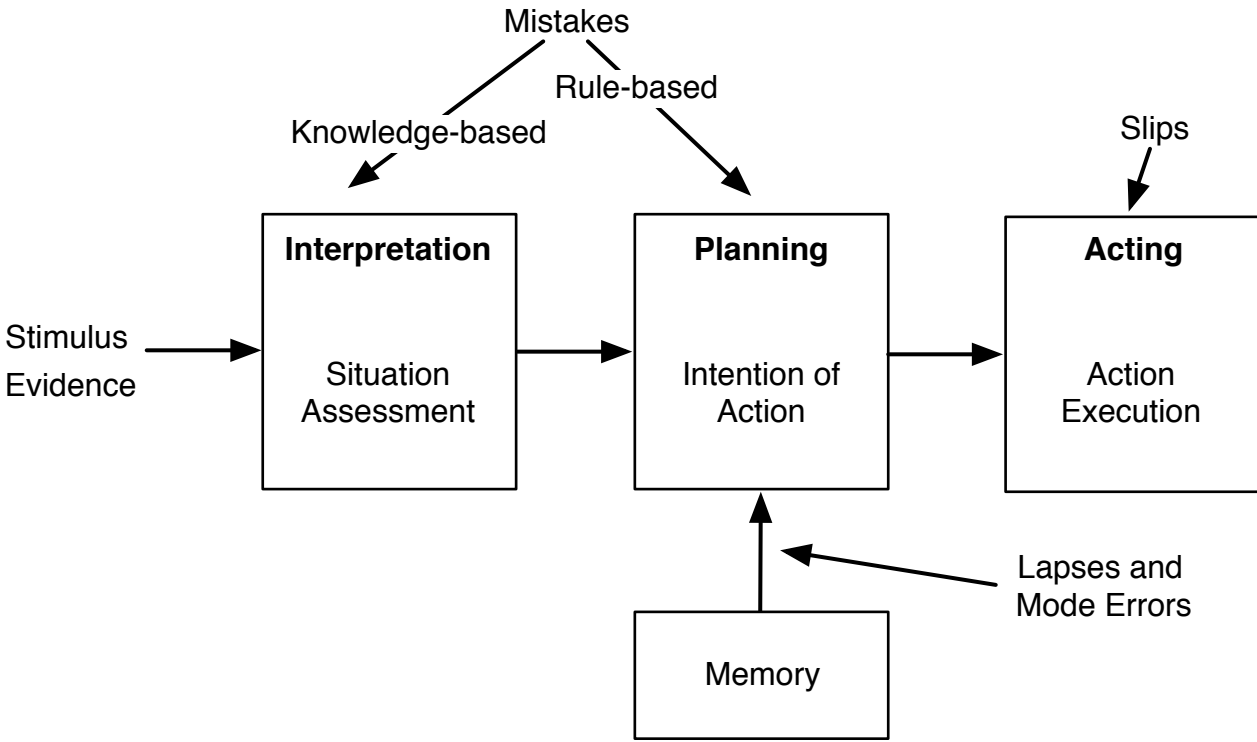 Mistakes
Rule-based
Knowledge-based
Slips
Interpretation
Planning
Acting
Stimulus
Evidence
Situation
Assessment
Intention of
Action
Action
Execution
Lapses and
Mode Errors
Memory